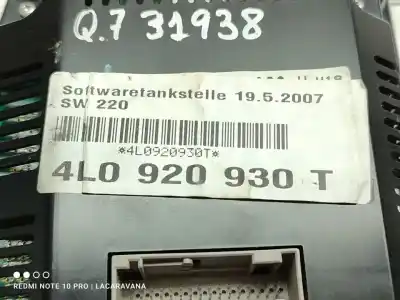 Q.7 31938
Softwaretankstelle 19.5.2007
SW 220
*4L0920930T*
4L0 920 930 T
REDMI NOTE 10 PRO | LACARAVANA